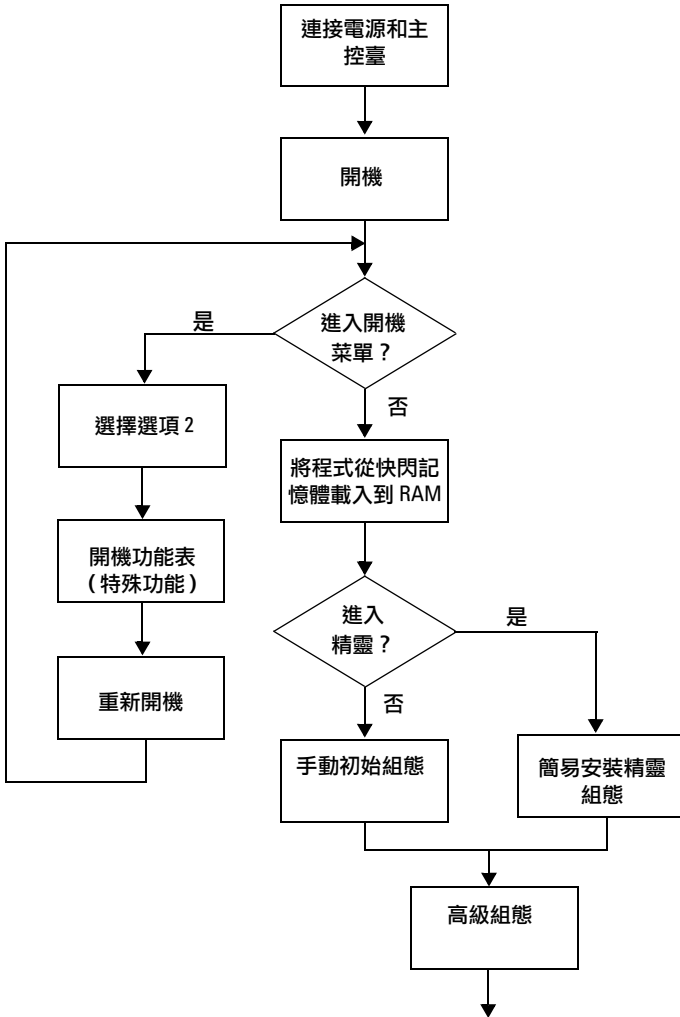 連接電源和主
控臺
開機
進入開機
菜單？
是
否
選擇選項 2
將程式從快閃記
憶體載入到 RAM
開機功能表
(特殊功能)
進入
精靈？
是
重新開機
否
手動初始組態
簡易安裝精靈
組態
高級組態